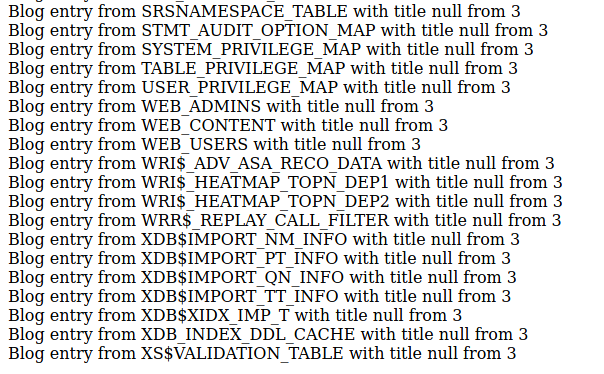 Blog entry from SRSNAMESPACE_TABLE with title null from 3
Blog entry from STMT_AUDIT_OPTION_MAP with title null from 3
Blog entry from SYSTEM_PRIVILEGE_MAP with title null from 3
Blog entry from TABLE_PRIVILEGE_MAP with title null from 3
Blog entry from USER_PRIVILEGE_MAP with title null from 3
Blog entry from WEB_ADMINS with title null from 3
Blog entry from WEB_CONTENT with title null from 3
Blog entry from WEB_USERS with title null from 3
Blog entry from WRI$_ADV_ASA_RECO_DATA with title null from 3
Blog entry from WRI$_HEATMAP_TOPN_DEP1 with title null from 3
Blog entry from WRI$_HEATMAP_TOPN_DEP2 with title null from 3
Blog entry from WRR$_REPLAY_CALL_FILTER with title null from 3
Blog entry from XDB$IMPORT_NM_INFO with title null from 3
Blog entry from XDB$IMPORT_PT_INFO with title null from 3
Blog entry from XDB$IMPORT_QN_INFO with title null from 3
Blog entry from XDB$IMPORT_TT_INFO with title null from 3
Blog entry from XDB$XIDX_IMP_T with title null from 3
Blog entry from XDB_INDEX_DDL_CACHE with title null from 3
Blog entry from XS$VALIDATION_TABLE with title null from 3